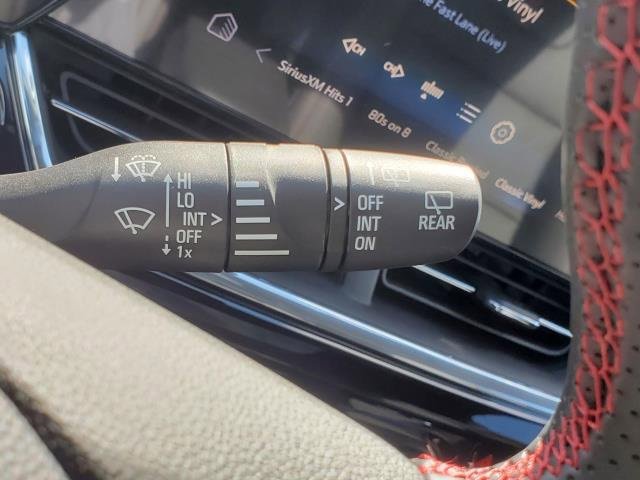 Vinyl
he Fast Lane (Live)
SiriusXM Hits 1
80s on 8
Classic Vinyl
HI
LO
INT >
OFF
1x
>
OFF
INT
ON
REAR